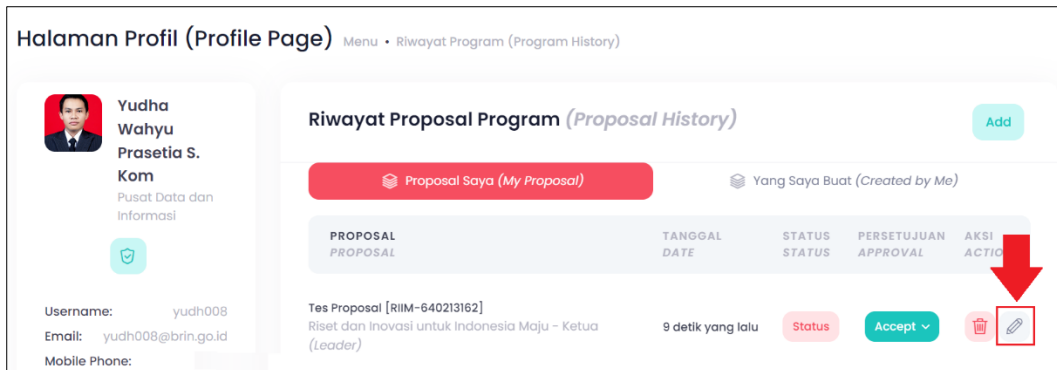 Halaman Profil (Profile Page) Menu • Riwayat Program (Program History)
Yudha
Wahyu
Prasetia S.
Kom
Pusat Data dan
Informasi
Username: yudh008
Email: yudh008@brin.go.id
Mobile Phone:
Riwayat Proposal Program (Proposal History)
Add
Proposal Saya (My Proposal)
Yang Saya Buat (Created by Me)
PROPOSAL TANGGAL STATUS PERSETUJUAN AKSI
PROPOSAL DATE STATUS APPROVAL ACTIO
Tes Proposal [RIIM-640213162]
Riset dan Inovasi untuk Indonesia Maju - Ketua
(Leader)
9 detik yang lalu
Status
Accept